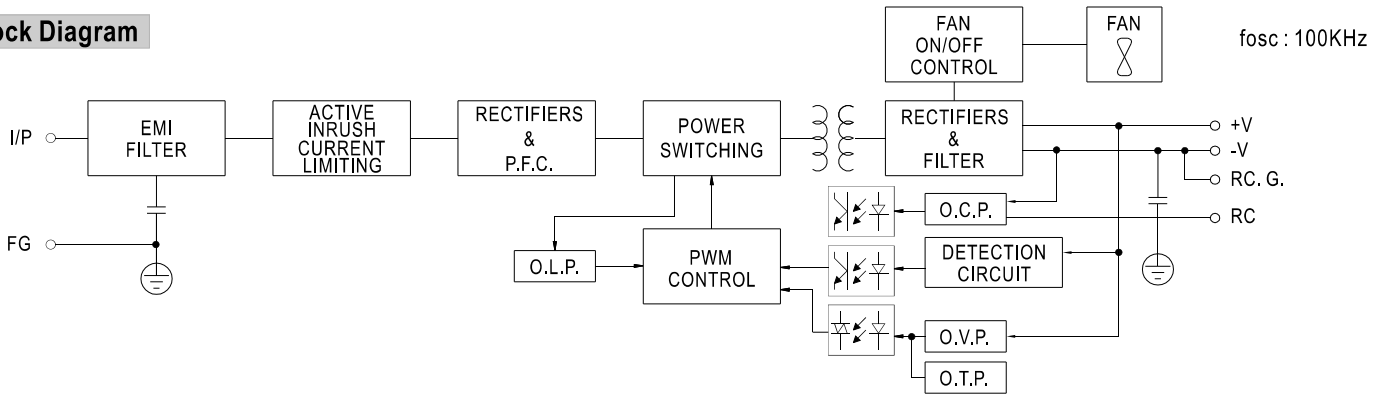 ock Diagram
fosc : 100KHz
FAN
ON/OFF
CONTROL
FAN
I/P
EMI
FILTER
ACTIVE
INRUSH
CURRENT
LIMITING
RECTIFIERS
&
P.F.C.
POWER
SWITCHING
RECTIFIERS
&
FILTER
+V
-V
RC. G.
RC
FG
O.L.P.
PWM
CONTROL
O.C.P.
DETECTION
CIRCUIT
O.V.P.
O.T.P.